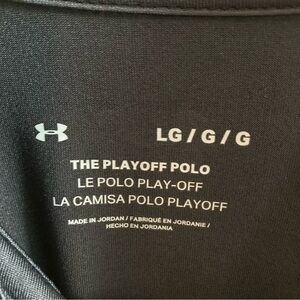 LG / G / G
THE PLAYOFF POLO
LE POLO PLAY-OFF
LA CAMISA POLO PLAYOFF
MADE IN JORDAN / FABRIQUÉ EN JORDANIE /
HECHO EN JORDANIA